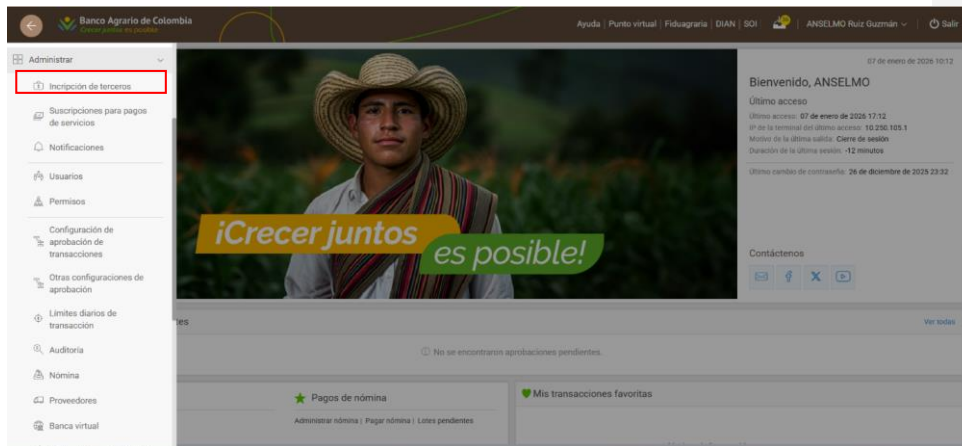 Banco Agrario de Colombia
Crecer juntos es posible
Ayuda | Punto virtual | Fiduagraria | DIAN | SOI
ANSELMO Ruiz Guzmán
Salir
Administrar
Incripción de terceros
Suscripciones para pagos
de servicios
Notificaciones
Usuarios
Permisos
Configuración de
aprobación de
transacciones
Otras configuraciones de
aprobación
Límites diarios de
transacción
Auditoría
Nómina
Proveedores
Banca virtual
¡Crecer juntos
es posible!
07 de enero de 2026 10:12
Bienvenido, ANSELMO
Último acceso
Último acceso: 07 de enero de 2026 17:12
IP de la terminal del último acceso: 10.250.105.1
Motivo de la última salida: Cierre de sesión
Duración de la última sesión: -12 minutos
Último cambio de contraseña: 26 de diciembre de 2025 23:32
Contáctenos
tes
Ver todas
No se encontraron aprobaciones pendientes.
Pagos de nómina
Administrar nómina | Pagar nómina | Lotes pendientes
Mis transacciones favoritas